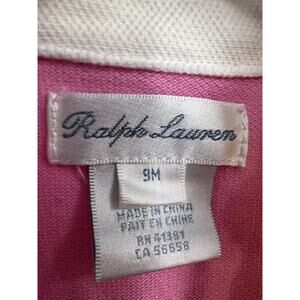 Ralph Lauren
9M
MADE IN CHINA
FAIT EN CHINE
RN 41381
CA 56658